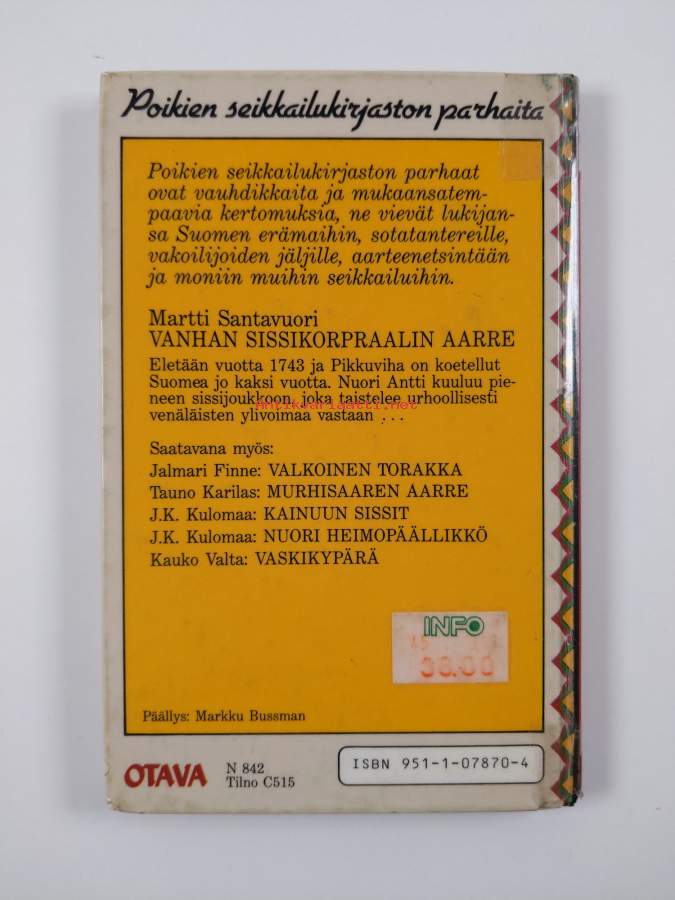 Poikien seikkailukirjaston parhaita
Poikien seikkailukirjaston parhaat
ovat vauhdikkaita ja mukaansatem-
paavia kertomuksia, ne vievät lukijan-
sa Suomen erämaihin, sotatantereille,
vakoilijoiden jäljille, aarteenetsintään
ja moniin muihin seikkailuihin.
Martti Santavuori
VANHAN SISSIKORPRAALIN AARRE
Eletään vuotta 1743 ja Pikkuviha on koetellut
Suomea jo kaksi vuotta. Nuori Antti kuuluu pie-
neen sissijoukkoon, joka taistelee urhoollisesti
Antikvariaatti.net
venäläisten ylivoimaa vastaan ...
Saatavana myös:
Jalmari Finne: VALKOINEN TORAKKA
Tauno Karilas: MURHISAAREN AARRE
J.K. Kulomaa: KAINUUN SISSIT
J.K. Kulomaa: NUORI HEIMOPÄÄLLIKKÖ
Kauko Valta: VASKIKYPÄRÄ
INFO
38.00
Päällys: Markku Bussman
OTAVA
N 842
Tilno C515
ISBN 951-1-07870-4